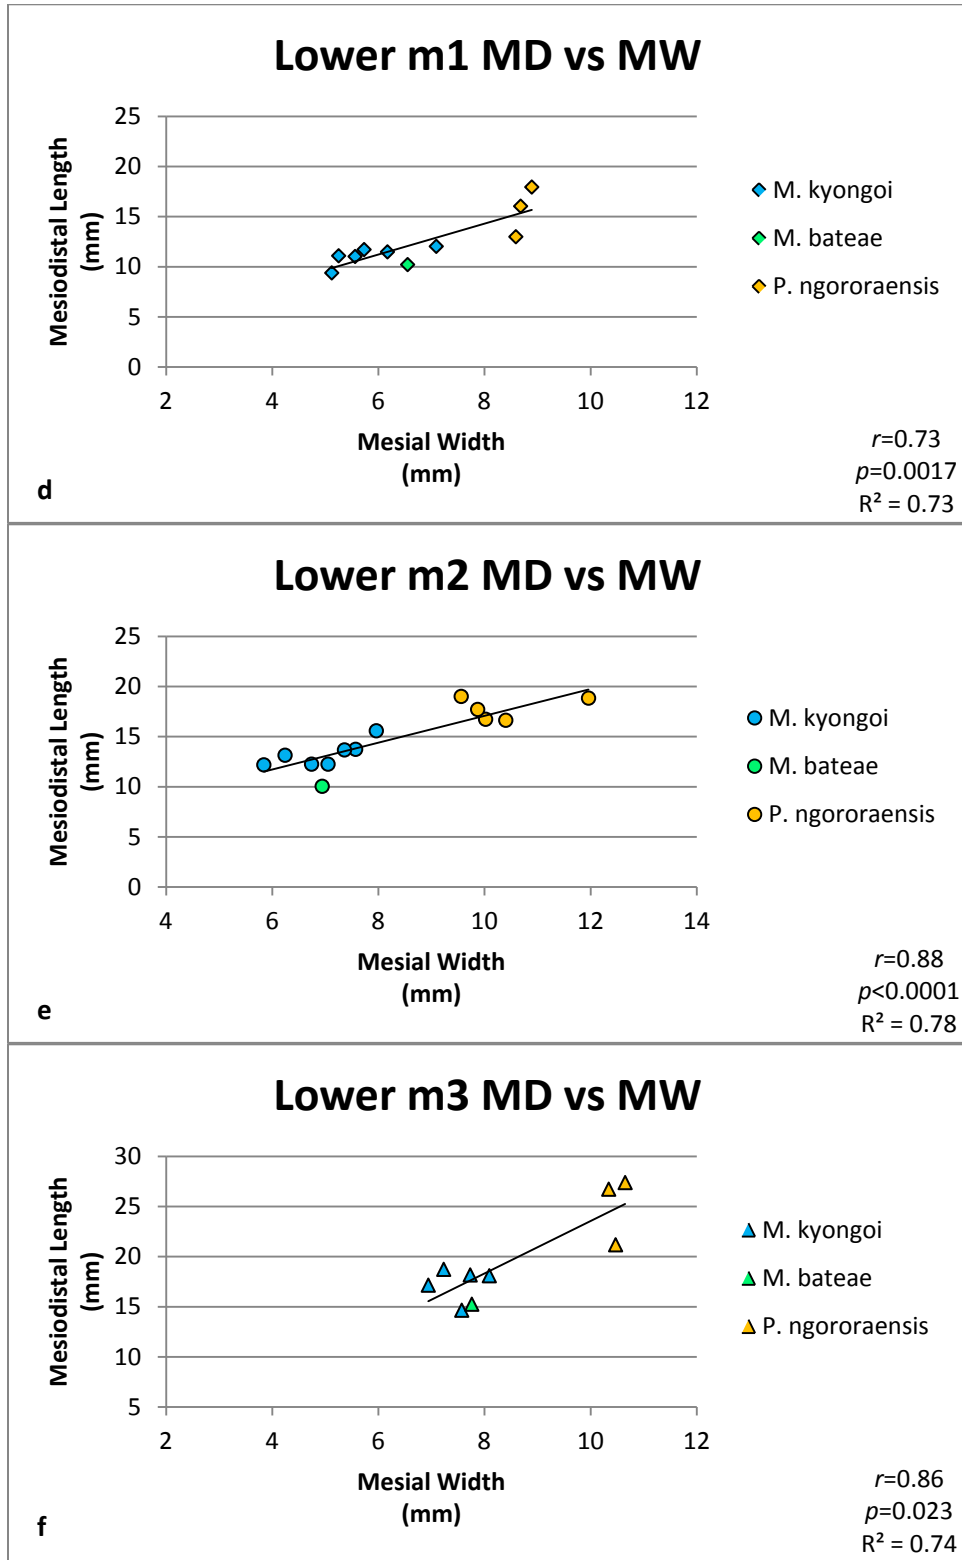 Lower m1 MD vs MW
25
20
15
10
5
0
2 4 6 8 10 12
Mesiodistal Length
(mm)
Mesial Width
(mm)
M. kyongoi
M. bateae
P. ngororaensis
r=0.73
p=0.0017
R² = 0.73
d
Lower m2 MD vs MW
25
20
15
10
5
0
4 6 8 10 12 14
Mesiodistal Length
(mm)
Mesial Width
(mm)
M. kyongoi
M. bateae
P. ngororaensis
r=0.88
p<0.0001
R² = 0.78
e
Lower m3 MD vs MW
30
25
20
15
10
5
2 4 6 8 10 12
Mesiodistal Length
(mm)
Mesial Width
(mm)
M. kyongoi
M. bateae
P. ngororaensis
r=0.86
p=0.023
R² = 0.74
f